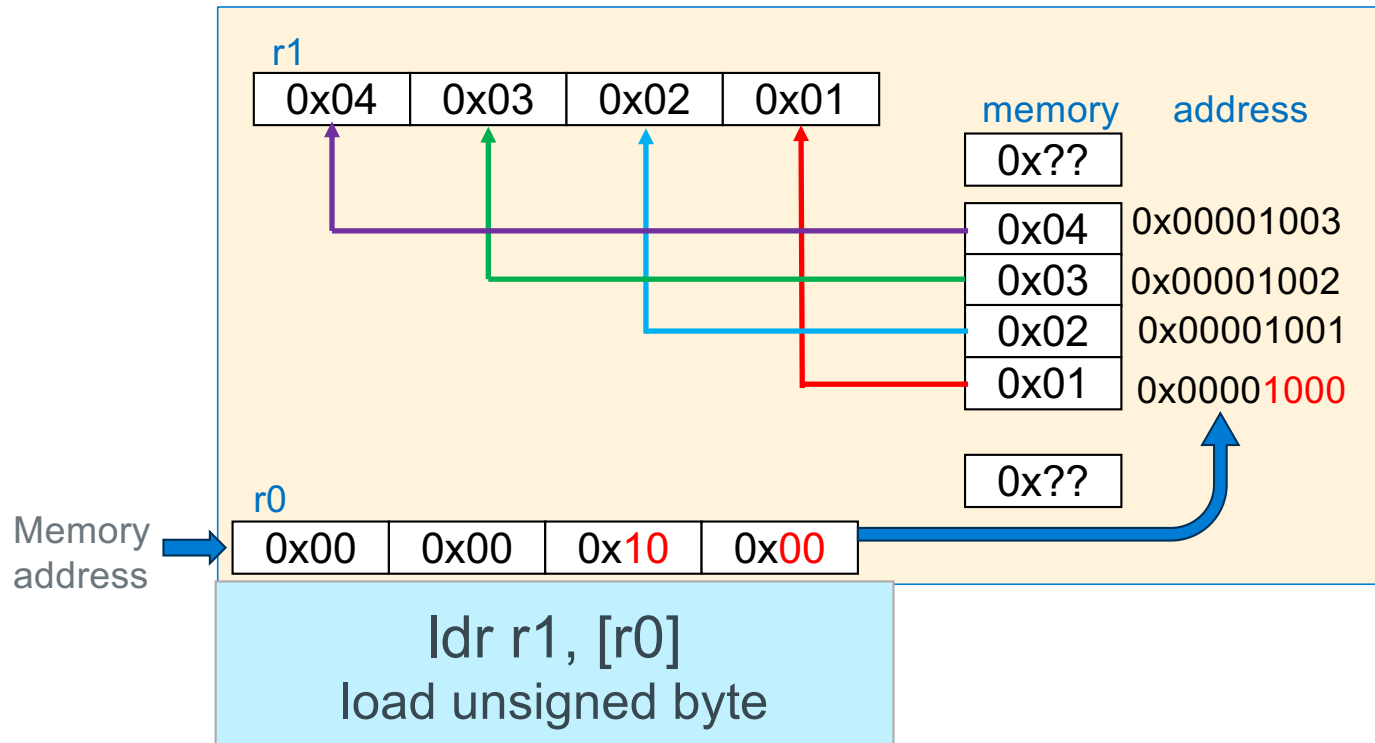 r1
0x04 0x03 0x02 0x01
memory address
0x??
0x04 0x00001003
0x03 0x00001002
0x02 0x00001001
0x01 0x00001000
0x??
r0
Memory
address
0x00 0x00 0x10 0x00
ldr r1, [r0]
load unsigned byte